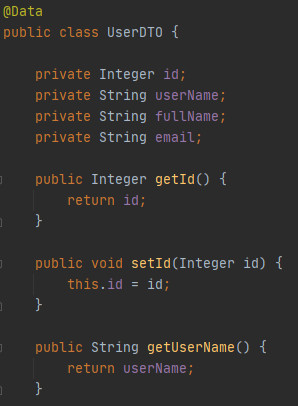 @Data
public class UserDTO {
private Integer id;
private String userName;
private String fullName;
private String email;
public Integer getId() {
return id;
}
public void setId(Integer id) {
this.id = id;
}
public String getUserName() {
return userName;
}